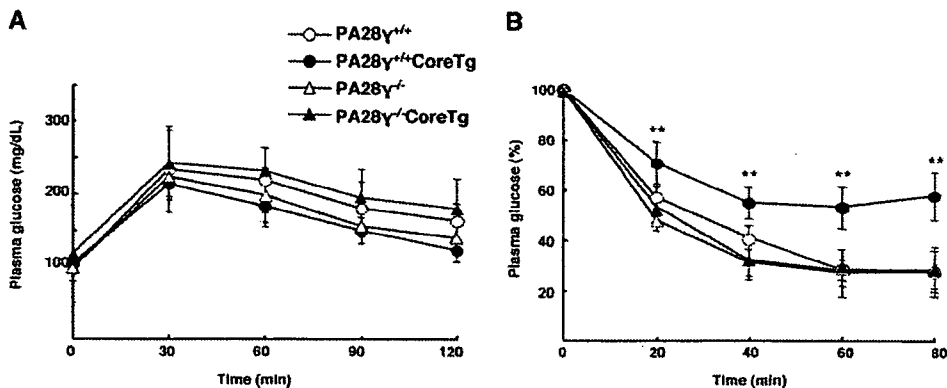 A
B
PA28γ+/+
PA28γ+/+CoreTg
PA28γ-/-
PA28γ-/-CoreTg
Plasma glucose (mg/dL)
300
200
100
0 30 60 90 120
Time (min)
Plasma glucose (%)
100
80
60
40
20
** ** ** **
0 20 40 60 80
Time (min)